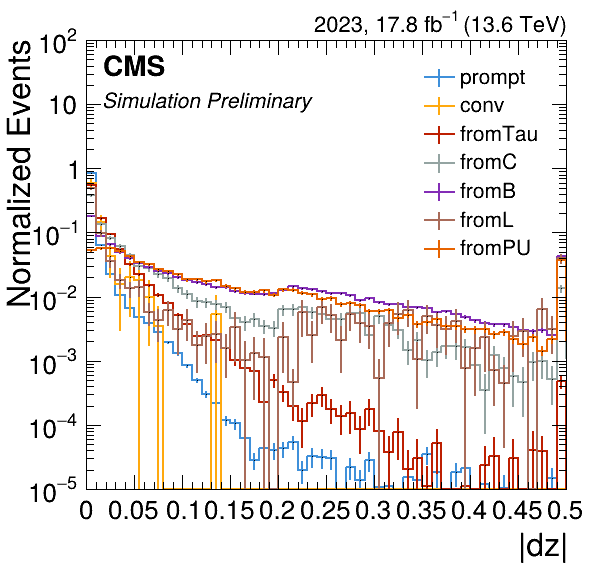 2023, 17.8 fb⁻¹ (13.6 TeV)
CMS
Simulation Preliminary
prompt
conv
fromTau
fromC
fromB
fromL
fromPU
Normalized Events
10²
10
1
10⁻¹
10⁻²
10⁻³
10⁻⁴
10⁻⁵
0 0.05 0.1 0.15 0.2 0.25 0.3 0.35 0.4 0.45 0.5
|dz|